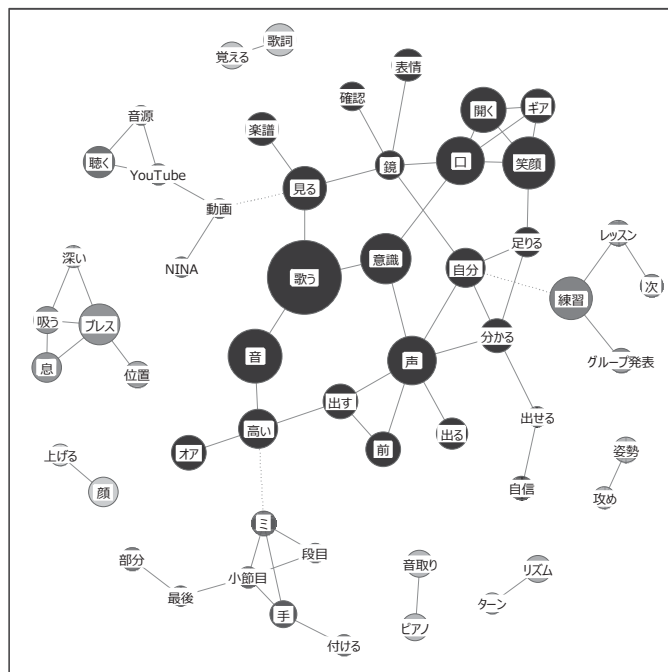 歌詞
覚える
表情
確認
開く
ギア
音源
楽譜
聴く
YouTube
鏡
口
笑顔
見る
動画
レッスン
足りる
深い
NINA
歌う
意識
自分
練習
次
吸う
ブレス
分かる
グループ発表
息
位置
音
声
出す
出せる
高い
オア
前
出る
上げる
姿勢
顔
自信
攻め
ミ
段目
部分
小節目
最後
手
付ける
音取り
リズム
ターン
ピアノ